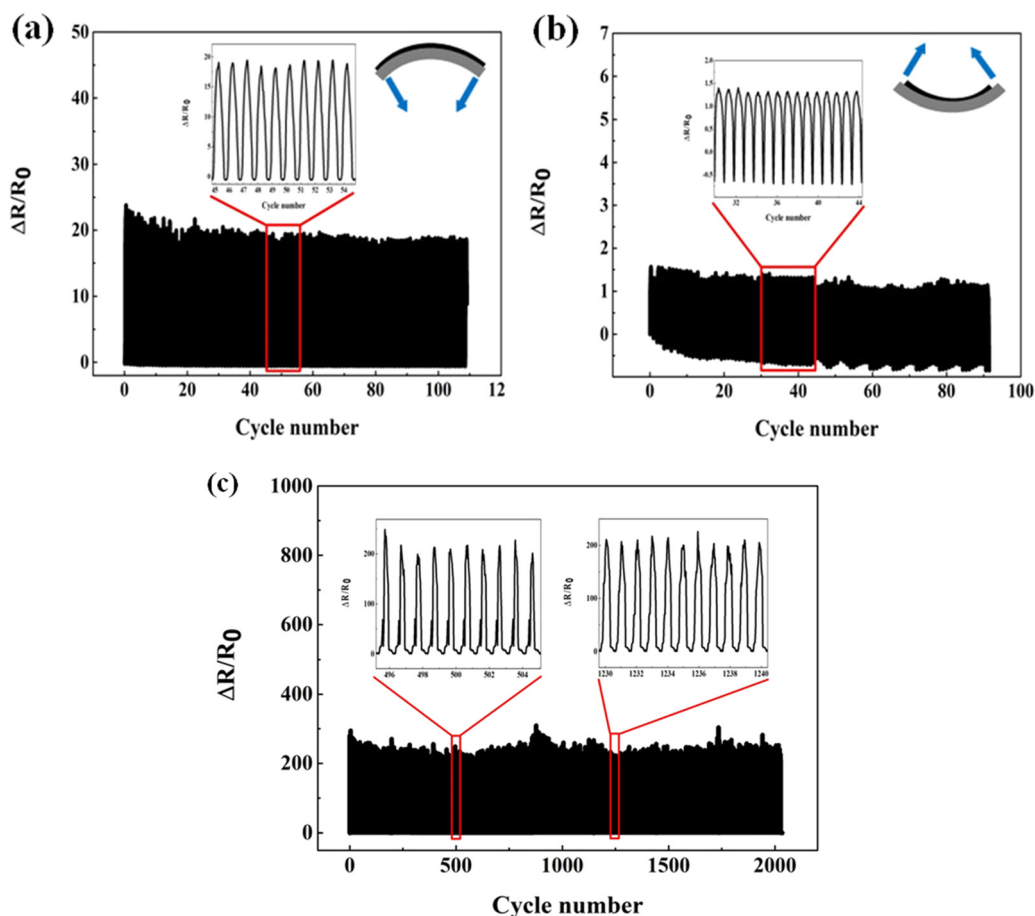 (a)
50
40
30
20
10
0
ΔR/R0
0 20 40 60 80 100 12
Cycle number
20
15
10
5
0
ΔR/R0
45 46 47 48 49 50 51 52 53 54
Cycle number
(b)
7
6
5
4
3
2
1
0
ΔR/R0
0 20 40 60 80 100
Cycle number
2.0
1.5
1.0
0.5
0.0
-0.5
ΔR/R0
32 36 40 44
Cycle number
(c)
1000
800
600
400
200
0
ΔR/R0
0 500 1000 1500 2000
Cycle number
200
100
0
ΔR/R0
496 498 500 502 504
Cycle number
200
100
0
ΔR/R0
1230 1232 1234 1236 1238 1240
Cycle number